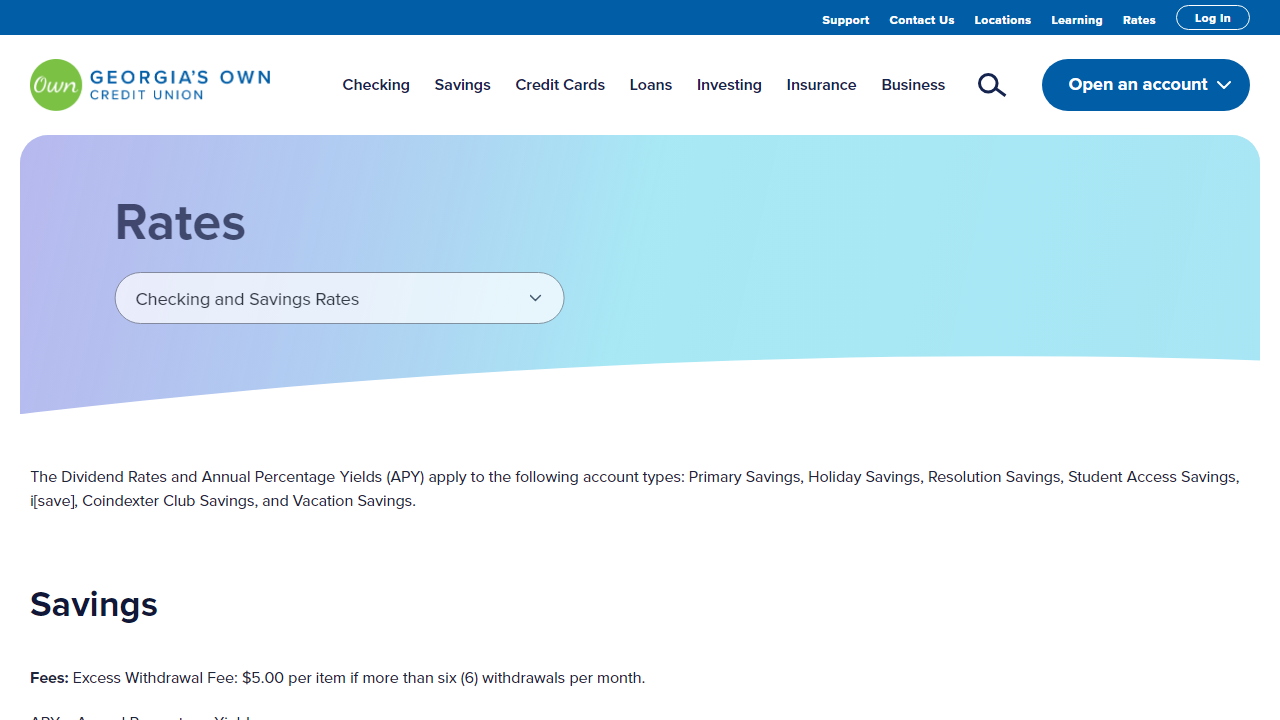 Support Contact Us Locations Learning Rates Log In
Own GEORGIA'S OWN
CREDIT UNION
Checking Savings Credit Cards Loans Investing Insurance Business Open an account
Rates
Checking and Savings Rates
The Dividend Rates and Annual Percentage Yields (APY) apply to the following account types: Primary Savings, Holiday Savings, Resolution Savings, Student Access Savings,
i[save], Coindexter Club Savings, and Vacation Savings.
Savings
Fees: Excess Withdrawal Fee: $5.00 per item if more than six (6) withdrawals per month.
APY = Annual Percentage Yield